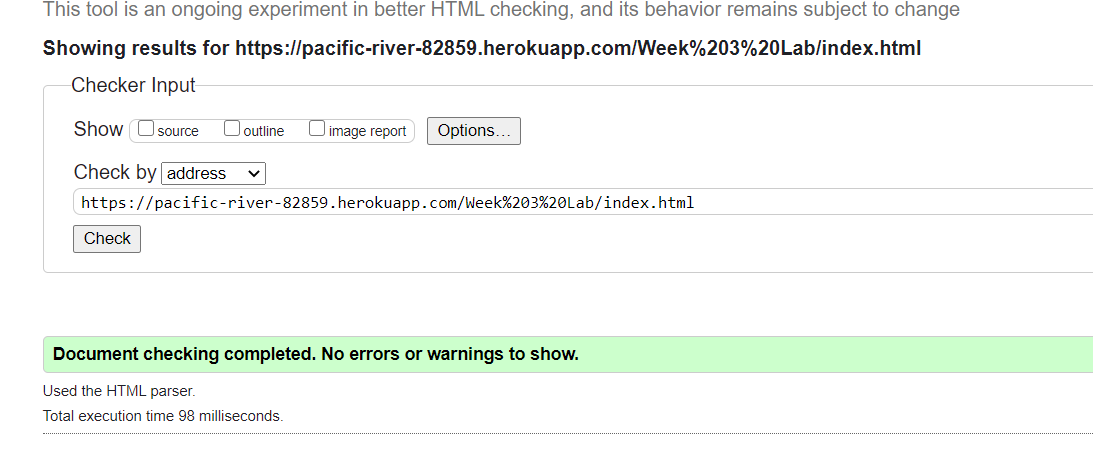 This tool is an ongoing experiment in better HTML checking, and its behavior remains subject to change
Showing results for https://pacific-river-82859.herokuapp.com/Week%203%20Lab/index.html
Checker Input
Show source outline image report Options...
Check by address
https://pacific-river-82859.herokuapp.com/Week%203%20Lab/index.html
Check
Document checking completed. No errors or warnings to show.
Used the HTML parser.
Total execution time 98 milliseconds.